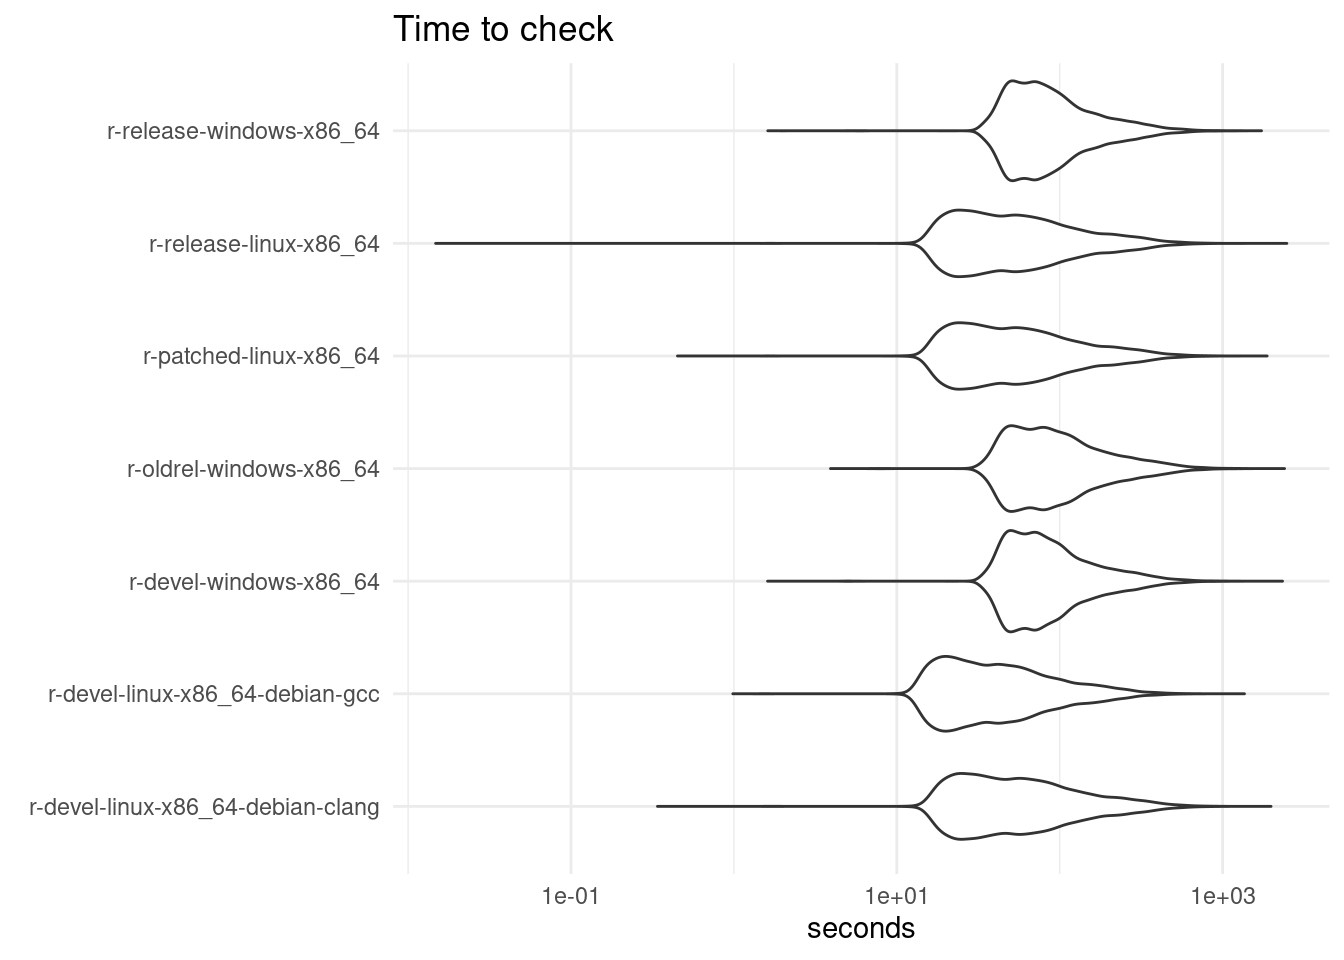 Time to check
r-release-windows-x86_64
r-release-linux-x86_64
r-patched-linux-x86_64
r-oldrel-windows-x86_64
r-devel-windows-x86_64
r-devel-linux-x86_64-debian-gcc
r-devel-linux-x86_64-debian-clang
1e-01 1e+01 1e+03
seconds